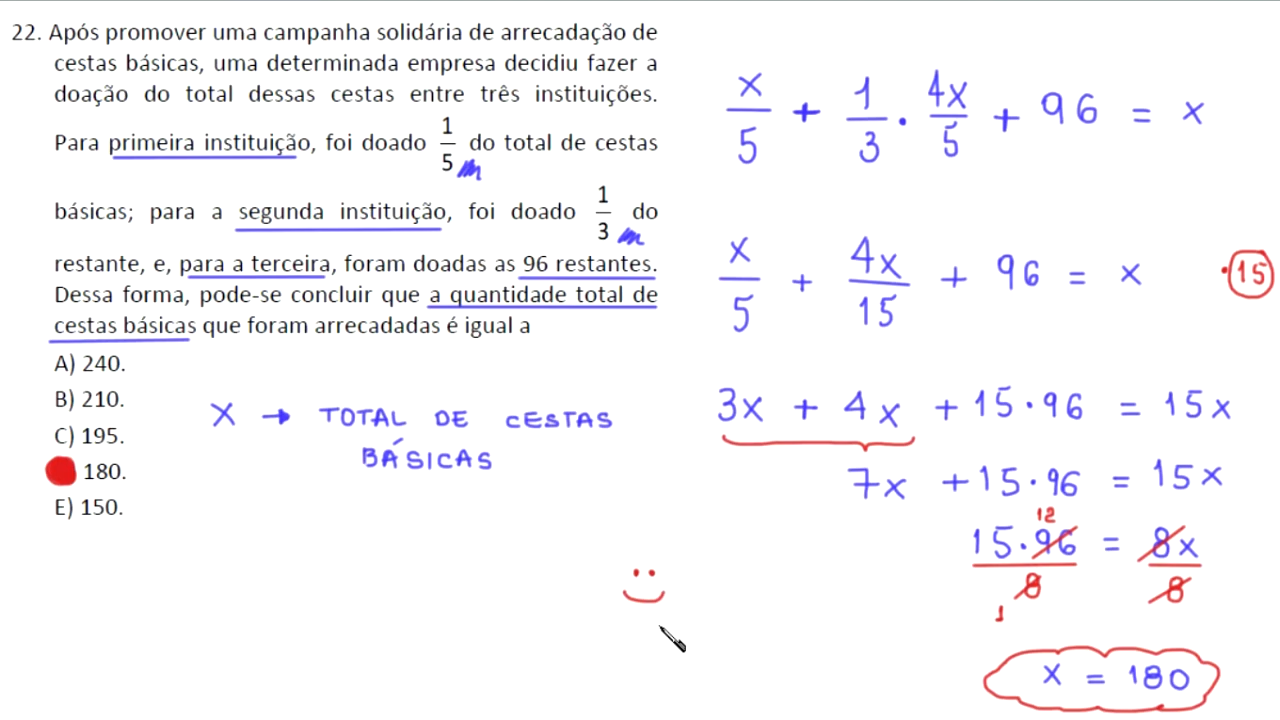 22. Após promover uma campanha solidária de arrecadação de
cestas básicas, uma determinada empresa decidiu fazer a
doação do total dessas cestas entre três instituições.
Para primeira instituição, foi doado 1/5 do total de cestas
básicas; para a segunda instituição, foi doado 1/3 do
restante, e, para a terceira, foram doadas as 96 restantes.
Dessa forma, pode-se concluir que a quantidade total de
cestas básicas que foram arrecadadas é igual a
A) 240.
B) 210.
C) 195.
180.
E) 150.
X → TOTAL DE CESTAS
BÁSICAS
x/5 + 1/3 · 4x/5 + 96 = x
x/5 + 4x/15 + 96 = x ·15
3x + 4x + 15·96 = 15x
7x + 15·96 = 15x
12
15·96/8 = 8x/8
1
x = 180